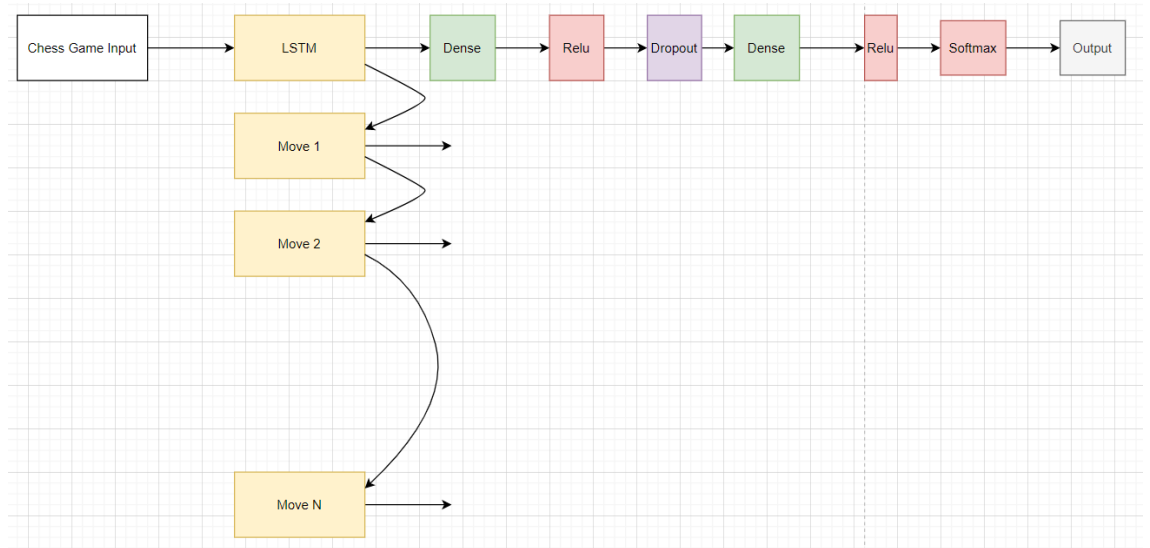 Chess Game Input
LSTM
Dense
Relu
Dropout
Dense
Relu
Softmax
Output
Move 1
Move 2
Move N